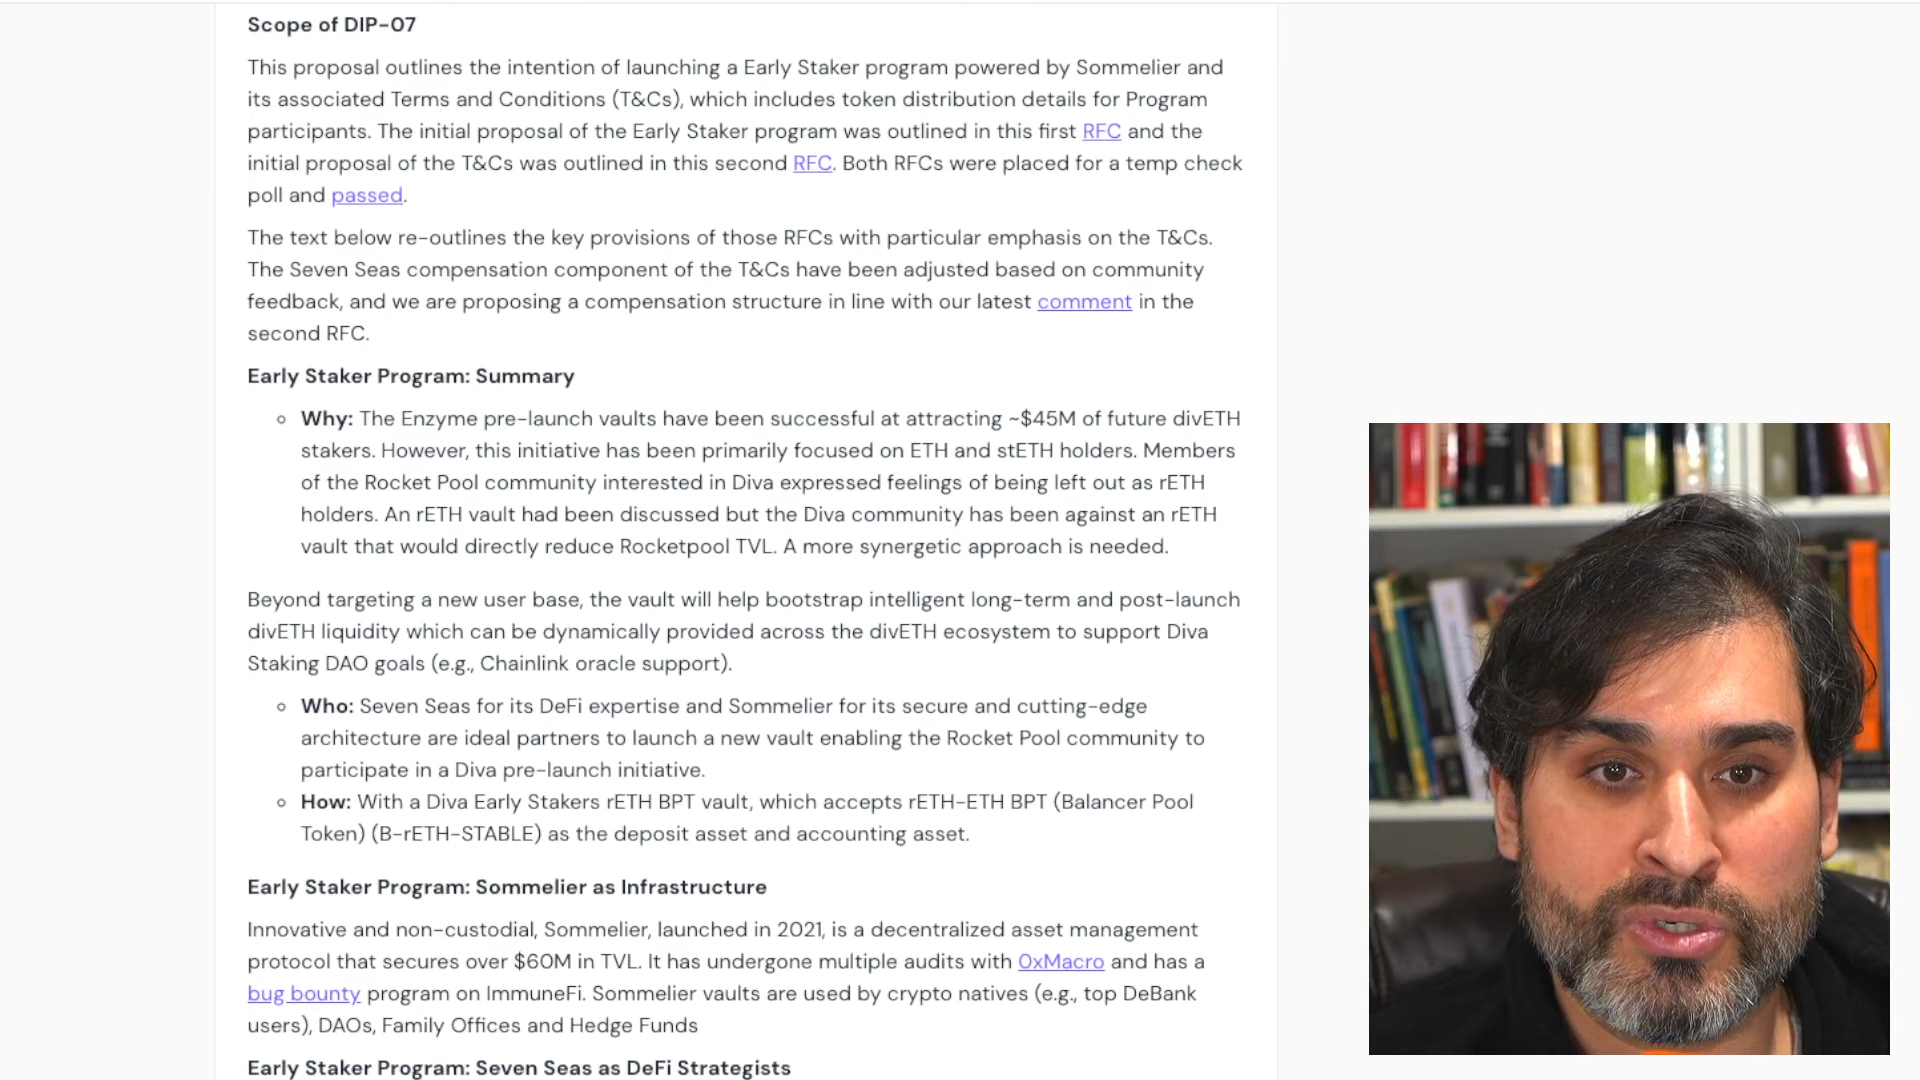 Scope of DIP-07
This proposal outlines the intention of launching a Early Staker program powered by Sommelier and
its associated Terms and Conditions (T&Cs), which includes token distribution details for Program
participants. The initial proposal of the Early Staker program was outlined in this first RFC and the
initial proposal of the T&Cs was outlined in this second RFC. Both RFCs were placed for a temp check
poll and passed.
The text below re-outlines the key provisions of those RFCs with particular emphasis on the T&Cs.
The Seven Seas compensation component of the T&Cs have been adjusted based on community
feedback, and we are proposing a compensation structure in line with our latest comment in the
second RFC.
Early Staker Program: Summary
Why: The Enzyme pre-launch vaults have been successful at attracting ~$45M of future divETH
stakers. However, this initiative has been primarily focused on ETH and stETH holders. Members
of the Rocket Pool community interested in Diva expressed feelings of being left out as rETH
holders. An rETH vault had been discussed but the Diva community has been against an rETH
vault that would directly reduce Rocketpool TVL. A more synergetic approach is needed.
Beyond targeting a new user base, the vault will help bootstrap intelligent long-term and post-launch
divETH liquidity which can be dynamically provided across the divETH ecosystem to support Diva
Staking DAO goals (e.g., Chainlink oracle support).
Who: Seven Seas for its DeFi expertise and Sommelier for its secure and cutting-edge
architecture are ideal partners to launch a new vault enabling the Rocket Pool community to
participate in a Diva pre-launch initiative.
How: With a Diva Early Stakers rETH BPT vault, which accepts rETH-ETH BPT (Balancer Pool
Token) (B-rETH-STABLE) as the deposit asset and accounting asset.
Early Staker Program: Sommelier as Infrastructure
Innovative and non-custodial, Sommelier, launched in 2021, is a decentralized asset management
protocol that secures over $60M in TVL. It has undergone multiple audits with 0xMacro and has a
bug bounty program on ImmuneFi. Sommelier vaults are used by crypto natives (e.g., top DeBank
users), DAOs, Family Offices and Hedge Funds
Early Staker Program: Seven Seas as DeFi Strategists